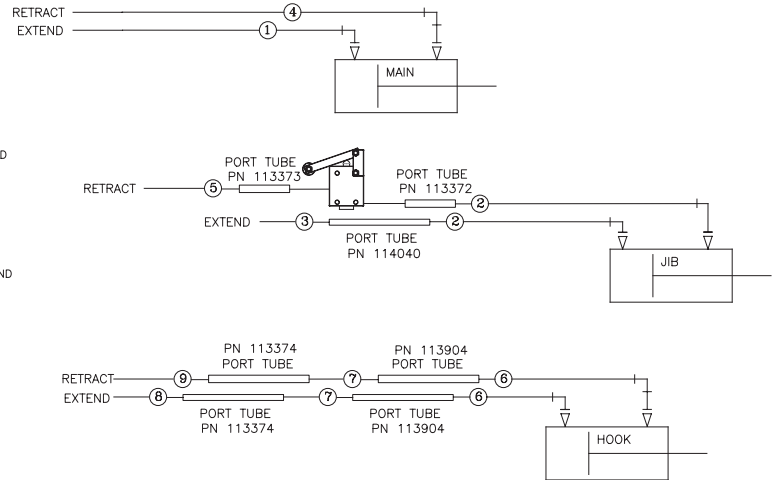 RETRACT 4
EXTEND 1
MAIN
D
PORT TUBE
PN 113373
PORT TUBE
PN 113372
RETRACT 5 2
EXTEND 3 2
PORT TUBE
PN 114040
JIB
ND
PN 113374
PORT TUBE
PN 113904
PORT TUBE
RETRACT 9 7 6
EXTEND 8 7 6
PORT TUBE
PN 113374
PORT TUBE
PN 113904
HOOK